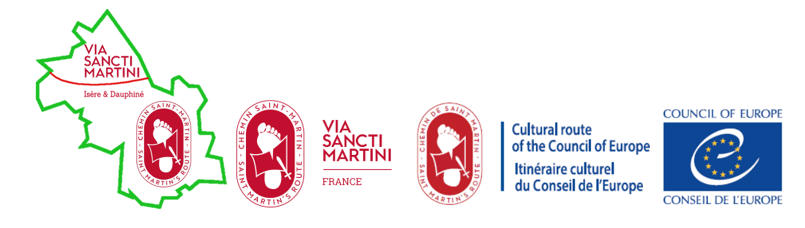 VIA
SANCTI
MARTINI
Isère & Dauphiné
CHEMIN SAINT-MARTIN - SAINT MARTIN'S ROUTE -
CHEMIN SAINT-MARTIN - SAINT MARTIN'S ROUTE -
VIA
SANCTI
MARTINI
FRANCE
CHEMIN DE SAINT MARTIN - SAINT MARTIN'S ROUTE -
Cultural route
of the Council of Europe
Itinéraire culturel
du Conseil de l'Europe
COUNCIL OF EUROPE
CONSEIL DE L'EUROPE